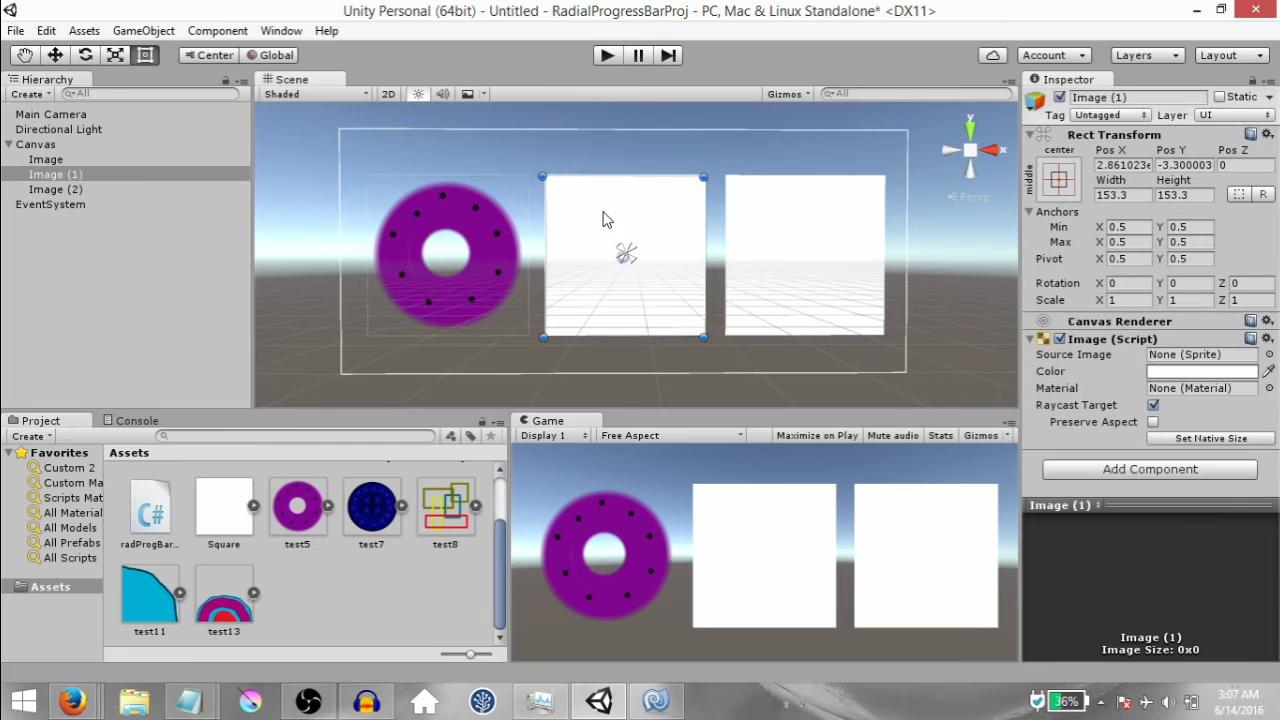 Unity Personal (64bit) - Untitled - RadialProgressBarProj - PC, Mac & Linux Standalone* <DX11>
File Edit Assets GameObject Component Window Help
Center Global Account Layers Layout
Hierarchy
Create All
Main Camera
Directional Light
Canvas
Image
Image (1)
Image (2)
EventSystem
Scene
Shaded 2D Gizmos All
y
x
Persp
Inspector
Image (1) Static
Tag Untagged Layer UI
Rect Transform
center Pos X Pos Y Pos Z
middle 2.861023e -3.300003 0
Width Height
153.3 153.3 R
Anchors
Min X 0.5 Y 0.5
Max X 0.5 Y 0.5
Pivot X 0.5 Y 0.5
Rotation X 0 Y 0 Z 0
Scale X 1 Y 1 Z 1
Canvas Renderer
Image (Script)
Source Image None (Sprite)
Color
Material None (Material)
Raycast Target
Preserve Aspect
Set Native Size
Add Component
Image (1)
Image (1)
Image Size: 0x0
Project Console
Create
Favorites
Custom 2
Custom Ma
Scripts Mat
All Material
All Models
All Prefabs
All Scripts
Assets
Assets
C#
radProgBar... Square test5 test7 test8
test11 test13
Game
Display 1 Free Aspect Maximize on Play Mute audio Stats Gizmos
36%
3:07 AM
6/14/2016